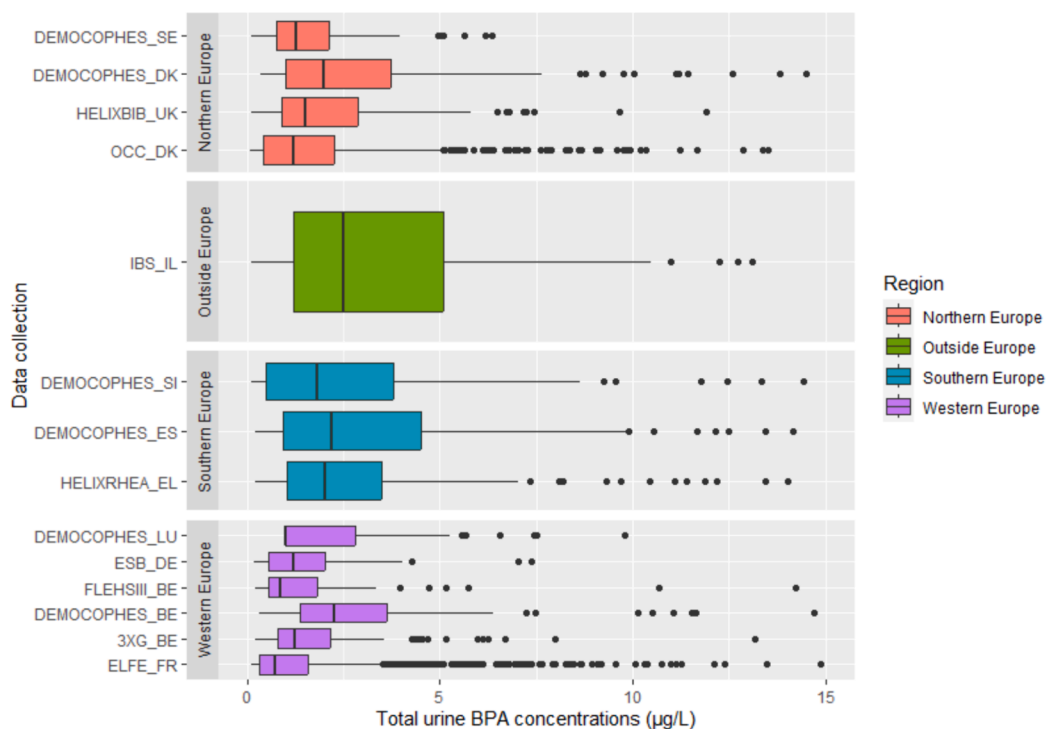 Data collection
Northern Europe
DEMOCOPHES_SE
DEMOCOPHES_DK
HELIXBIB_UK
OCC_DK
Outside Europe
IBS_IL
Southern Europe
DEMOCOPHES_SI
DEMOCOPHES_ES
HELIXRHEA_EL
Western Europe
DEMOCOPHES_LU
ESB_DE
FLEHSIII_BE
DEMOCOPHES_BE
3XG_BE
ELFE_FR
0 5 10 15
Total urine BPA concentrations (µg/L)
Region
Northern Europe
Outside Europe
Southern Europe
Western Europe